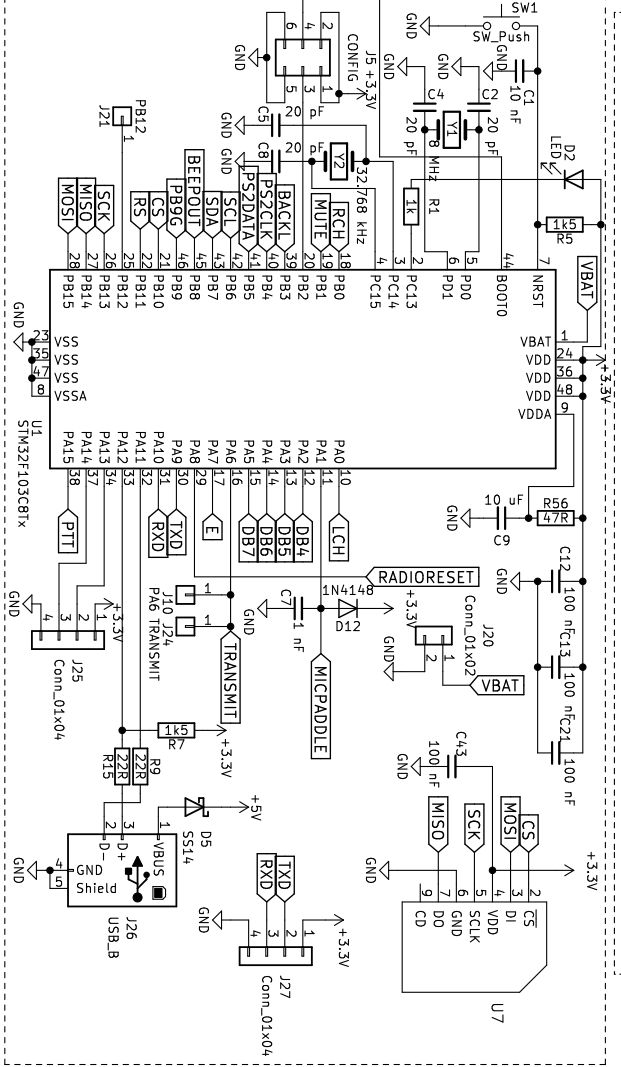 SW1
SW_Push
GND
6
4
2
5
3
1
J5
CONFIG
+3.3V
GND
GND
GND
GND
C1
10 nF
C4
20 pF
C2
20 pF
Y1
8 MHz
C5
20 pF
GND
C8
20 pF
GND
Y2
32.768 kHz
D2
LED
R1
1k
1k5
R5
PB12
J21
1
MOSI
MISO
SCK
RS
CS
PB9G
BEEPOUT
SDA
SCL
PS2DATA
PS2CLK
BACKL
MUTE
RCH
VBAT
28
27
26
25
22
21
46
45
43
42
41
40
39
20
19
18
4
3
2
6
5
44
7
PB15
PB14
PB13
PB12
PB11
PB10
PB9
PB8
PB7
PB6
PB5
PB4
PB3
PB2
PB1
PB0
PC15
PC14
PC13
PD1
PD0
BOOT0
NRST
GND
23
VSS
35
VSS
47
VSS
8
VSSA
VBAT
1
VDD
24
VDD
36
VDD
48
VDDA
9
+3.3V
U1
STM32F103C8Tx
PA15
PA14
PA13
PA12
PA11
PA10
PA9
PA8
PA7
PA6
PA5
PA4
PA3
PA2
PA1
PA0
38
37
34
33
32
31
30
29
17
16
15
14
13
12
11
10
PTT
RXD
TXD
E
DB7
DB6
DB5
DB4
LCH
10 uF
C9
GND
R56
47R
C12
100 nF
GND
C13
100 nF
C21
100 nF
RADIORESET
GND
4
3
2
1
+3.3V
J25
Conn_01x04
J10
1
PA6
J24
1
TRANSMIT
TRANSMIT
C7
1 nF
GND
1N4148
D12
+3.3V
MICPADDLE
J20
Conn_01x02
2
1
GND
VBAT
1k5
R7
+3.3V
R15
22R
22R
R9
C43
100 nF
GND
2
3
1
D-
D+
VBUS
D5
SS14
+5V
GND
4
GND
5
Shield
J26
USB_B
MISO
SCK
MOSI
CS
+3.3V
GND
9
7
6
5
4
3
2
CD
DO
GND
SCLK
VDD
DI
CS
U7
RXD
TXD
GND
4
3
2
1
+3.3V
J27
Conn_01x04